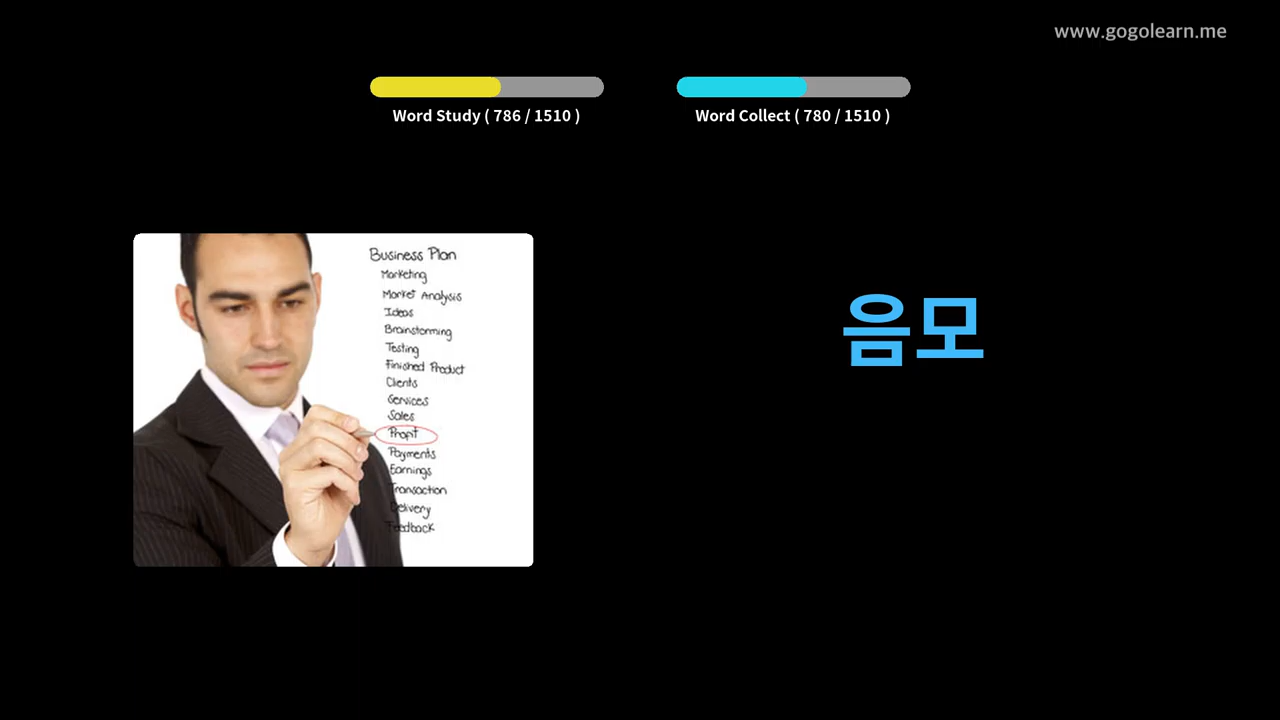 www.gogolearn.me
Word Study ( 786 / 1510 )
Word Collect ( 780 / 1510 )
Business Plan
Marketing
Market Analysis
Ideas
Brainstorming
Testing
Finished Product
Clients
Services
Sales
Profit
Payments
Earnings
Transaction
Delivery
Feedback
음모